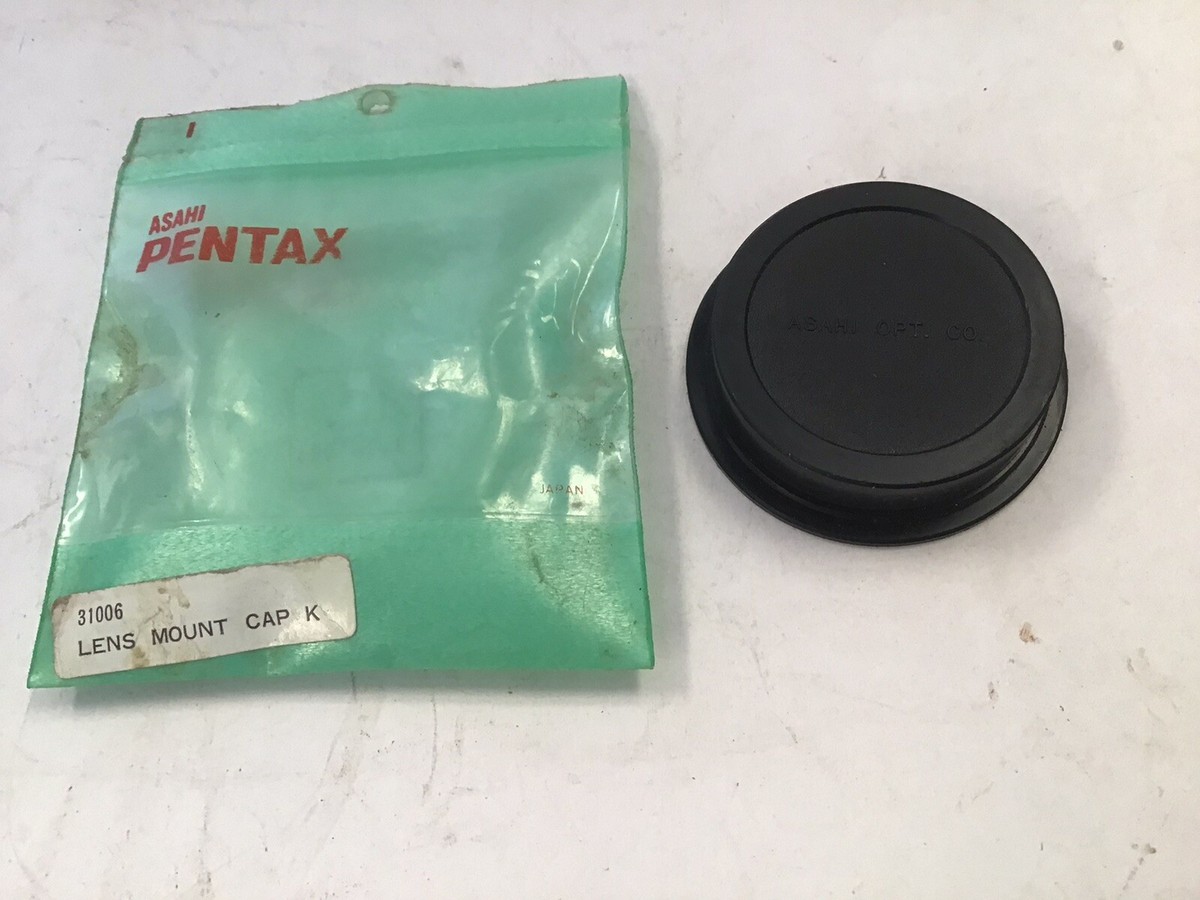 ASAHI
PENTAX
JAPAN
31006
LENS MOUNT CAP K
ASAHI OPT. CO.